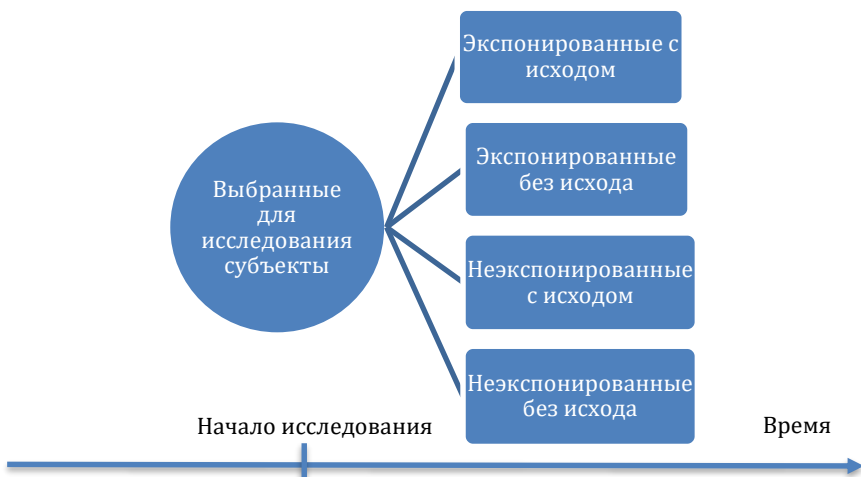 Экспонированные с
исходом
Экспонированные
без исхода
Выбранные
для
исследования
субъекты
Неэкспонированные
с исходом
Неэкспонированные
без исхода
Начало исследования
Время